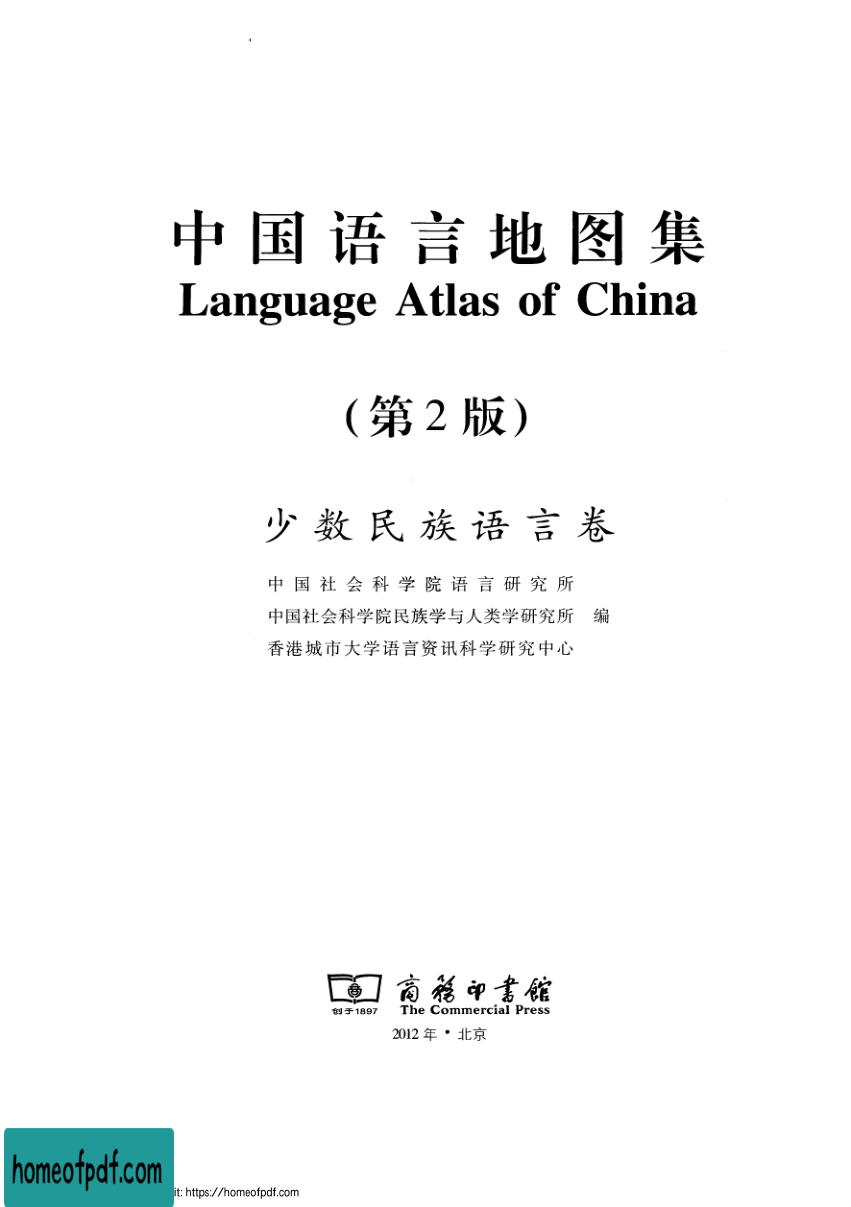 中国语言地图集
Language Atlas of China
(第2版)
少数民族语言卷
中国社会科学院语言研究所
中国社会科学院民族学与人类学研究所 编
香港城市大学语言资讯科学研究中心
商務印書館
创于1897 The Commercial Press
2012年·北京
homeofpdf.com
it: https://homeofpdf.com